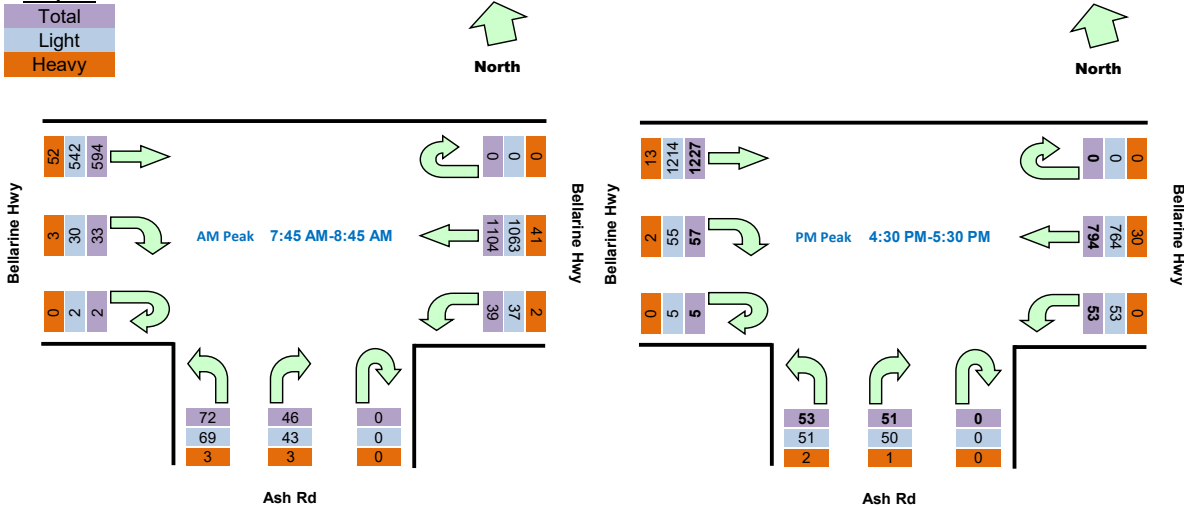 Total
Light
Heavy
North
North
52 542 594
0 0 0
3 30 33
AM Peak 7:45 AM-8:45 AM
1104 1063 41
0 2 2
39 37 2
Bellarine Hwy
Bellarine Hwy
72 46 0
69 43 0
3 3 0
Ash Rd
13 1214 1227
0 0 0
2 55 57
PM Peak 4:30 PM-5:30 PM
794 764 30
0 5 5
53 53 0
Bellarine Hwy
Bellarine Hwy
53 51 0
51 50 0
2 1 0
Ash Rd